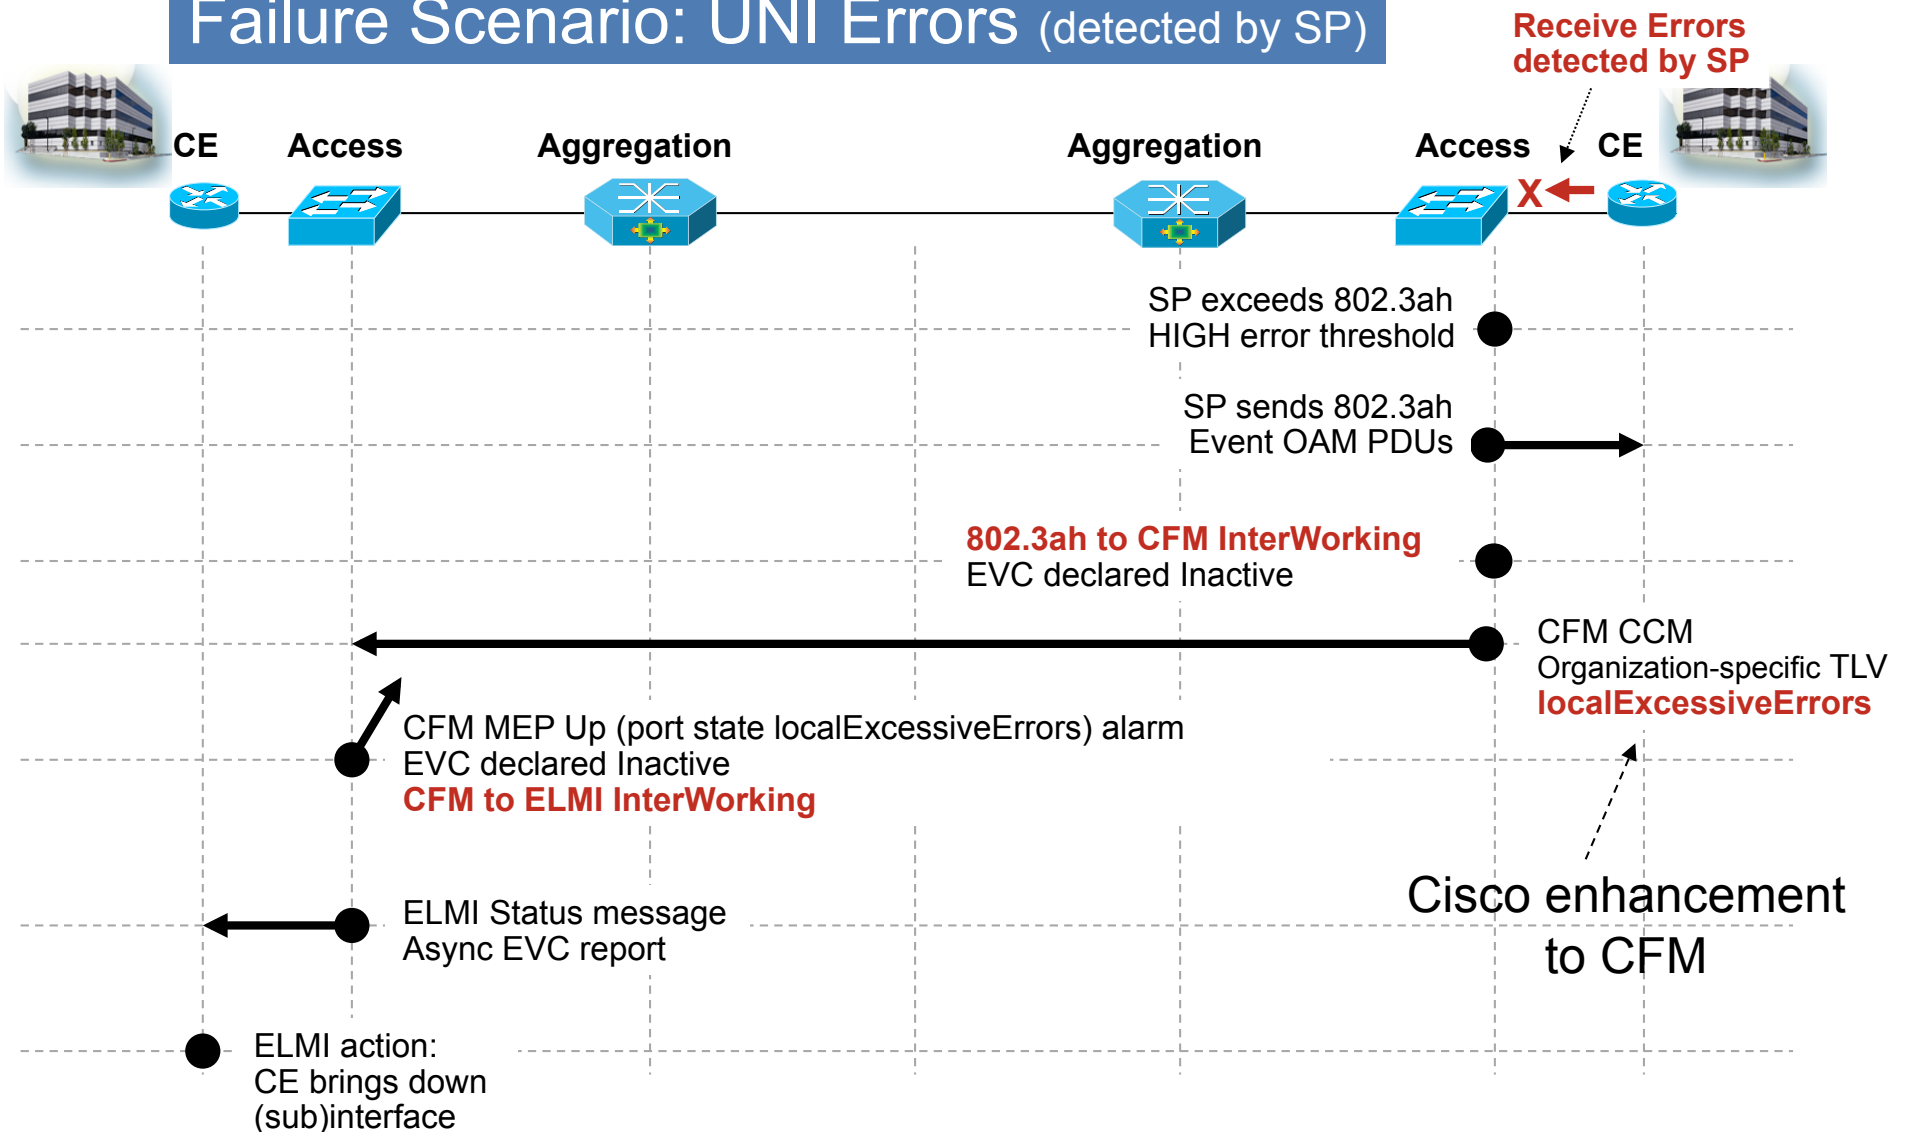 Failure Scenario: UNI Errors (detected by SP)
Receive Errors
detected by SP
CE
Access
Aggregation
Aggregation
Access
CE
X
SP exceeds 802.3ah
HIGH error threshold
SP sends 802.3ah
Event OAM PDUs
802.3ah to CFM InterWorking
EVC declared Inactive
CFM CCM
Organization-specific TLV
localExcessiveErrors
CFM MEP Up (port state localExcessiveErrors) alarm
EVC declared Inactive
CFM to ELMI InterWorking
Cisco enhancement
to CFM
ELMI Status message
Async EVC report
ELMI action:
CE brings down
(sub)interface